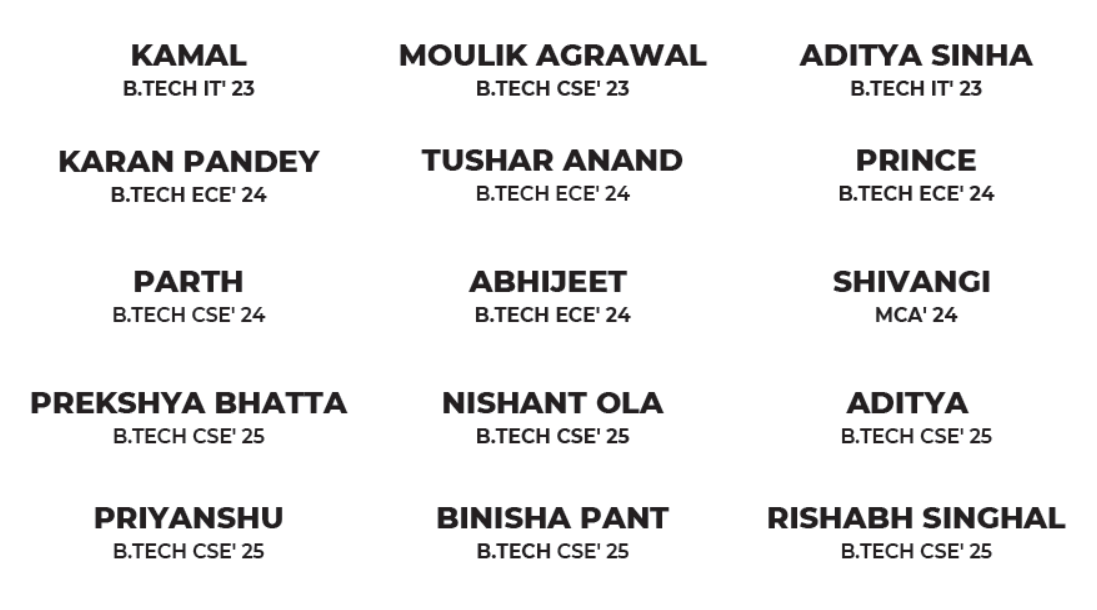 KAMAL
B.TECH IT' 23
MOULIK AGRAWAL
B.TECH CSE' 23
ADITYA SINHA
B.TECH IT' 23
KARAN PANDEY
B.TECH ECE' 24
TUSHAR ANAND
B.TECH ECE' 24
PRINCE
B.TECH ECE' 24
PARTH
B.TECH CSE' 24
ABHIJEET
B.TECH ECE' 24
SHIVANGI
MCA' 24
PREKSHYA BHATTA
B.TECH CSE' 25
NISHANT OLA
B.TECH CSE' 25
ADITYA
B.TECH CSE' 25
PRIYANSHU
B.TECH CSE' 25
BINISHA PANT
B.TECH CSE' 25
RISHABH SINGHAL
B.TECH CSE' 25